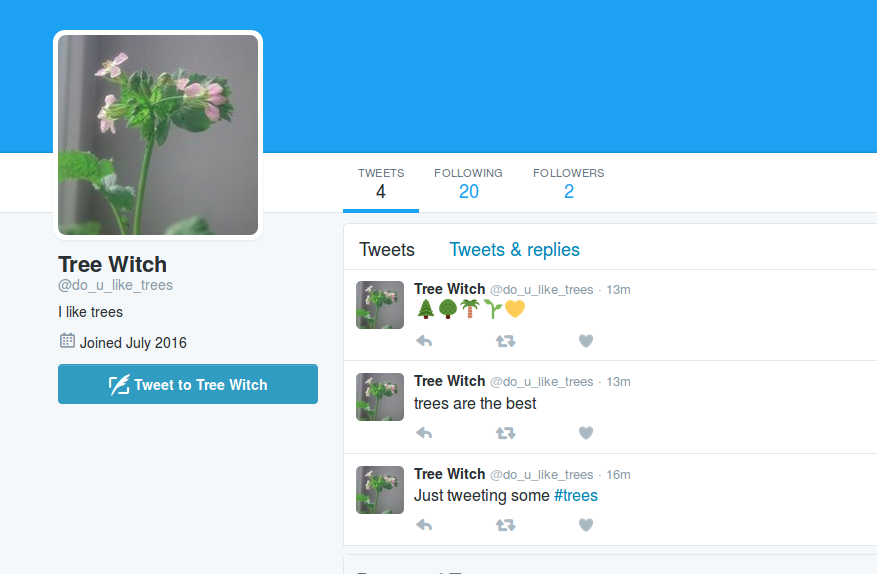 TWEETS
4
FOLLOWING
20
FOLLOWERS
2
Tree Witch
@do_u_like_trees
I like trees
Joined July 2016
Tweet to Tree Witch
Tweets
Tweets & replies
Tree Witch @do_u_like_trees · 13m
🌲🌳🌴🌱💛
Tree Witch @do_u_like_trees · 13m
trees are the best
Tree Witch @do_u_like_trees · 16m
Just tweeting some #trees